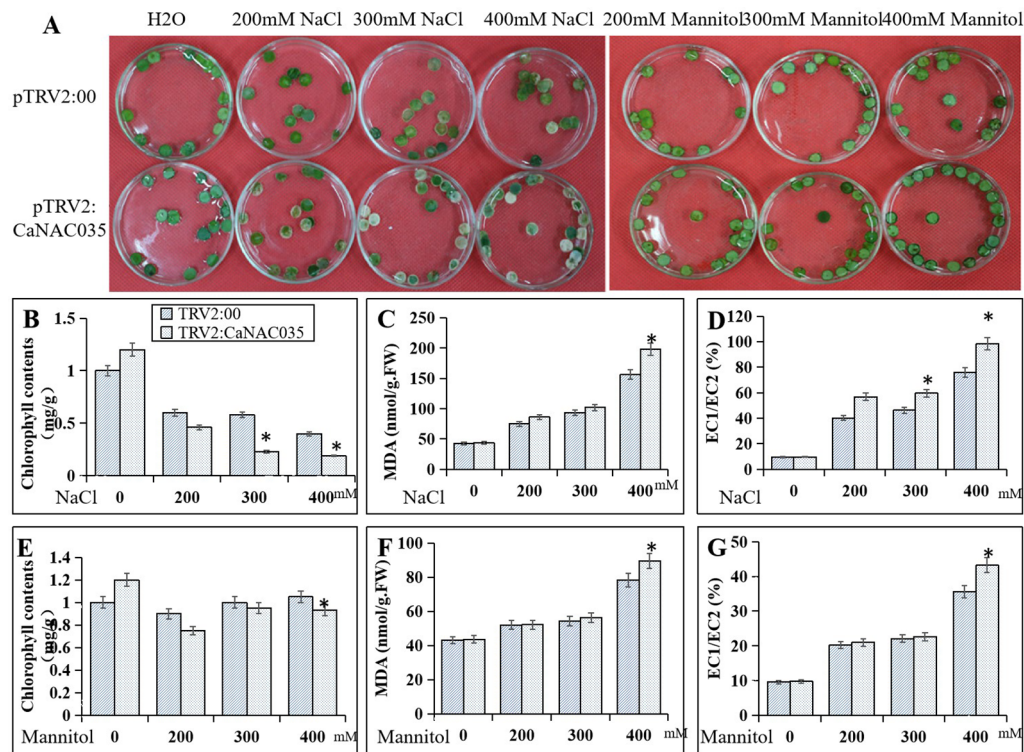 A
H2O 200mM NaCl 300mM NaCl 400mM NaCl 200mM Mannitol 300mM Mannitol 400mM Mannitol
pTRV2:00
pTRV2:
CaNAC035
B
TRV2:00
TRV2:CaNAC035
Chlorophyll contents
(mg/g)
1.5
1
0.5
0
*
*
NaCl 0 200 300 400 mM
C
MDA (nmol/g.FW)
250
200
150
100
50
0
*
NaCl 0 200 300 400 mM
D
EC1/EC2 (%)
120
100
80
60
40
20
0
*
*
NaCl 0 200 300 400 mM
E
Chlorophyll contents
(mg/g)
1.4
1.2
1
0.8
0.6
0.4
0.2
0
*
Mannitol 0 200 300 400 mM
F
MDA (nmol/g.FW)
100
80
60
40
20
0
*
Mannitol 0 200 300 400 mM
G
EC1/EC2 (%)
50
40
30
20
10
0
*
Mannitol 0 200 300 400 mM